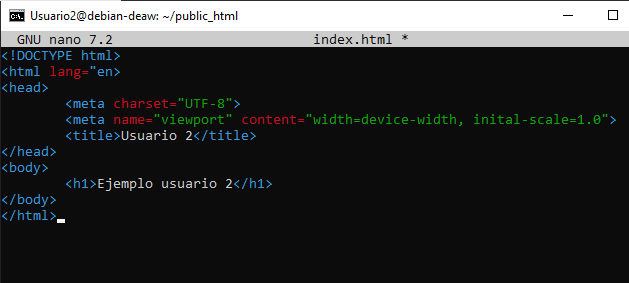 Usuario2@debian-deaw: ~/public_html
GNU nano 7.2 index.html *
<!DOCTYPE html>
<html lang="en>
<head>
<meta charset="UTF-8">
<meta name="viewport" content="width=device-width, inital-scale=1.0">
<title>Usuario 2</title>
</head>
<body>
<h1>Ejemplo usuario 2</h1>
</body>
</html>